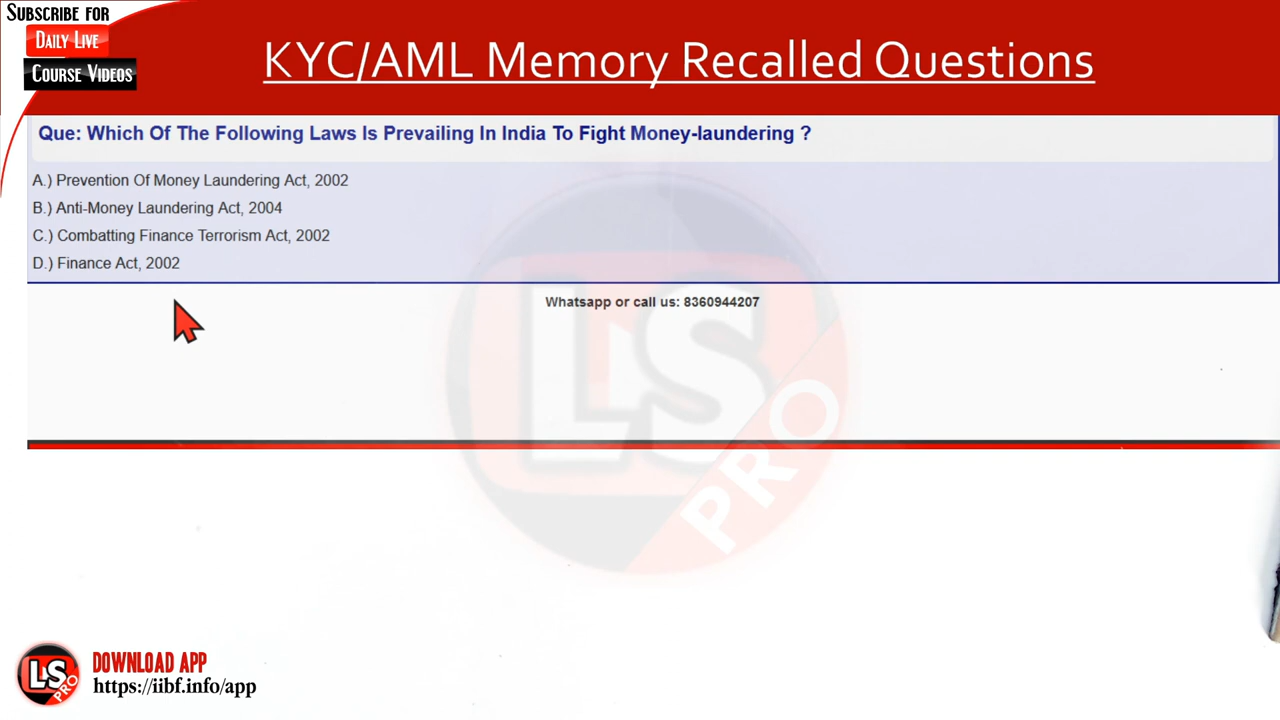 Subscribe for
Daily Live
Course Videos
KYC/AML Memory Recalled Questions
Que: Which Of The Following Laws Is Prevailing In India To Fight Money-laundering ?
A.) Prevention Of Money Laundering Act, 2002
B.) Anti-Money Laundering Act, 2004
C.) Combatting Finance Terrorism Act, 2002
D.) Finance Act, 2002
Whatsapp or call us: 8360944207
LS
PRO
LS
PRO
Download App
https://iibf.info/app